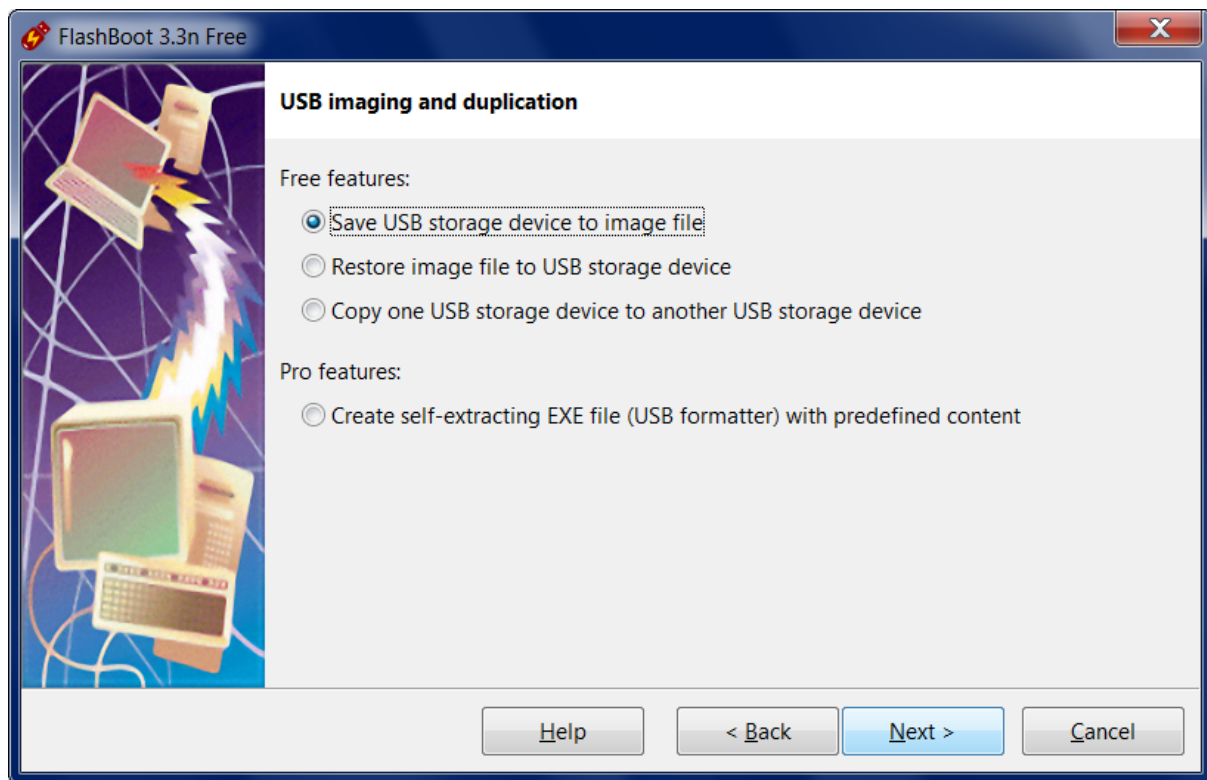 FlashBoot 3.3n Free
X
USB imaging and duplication
Free features:
Save USB storage device to image file
Restore image file to USB storage device
Copy one USB storage device to another USB storage device
Pro features:
Create self-extracting EXE file (USB formatter) with predefined content
Help
< Back
Next >
Cancel